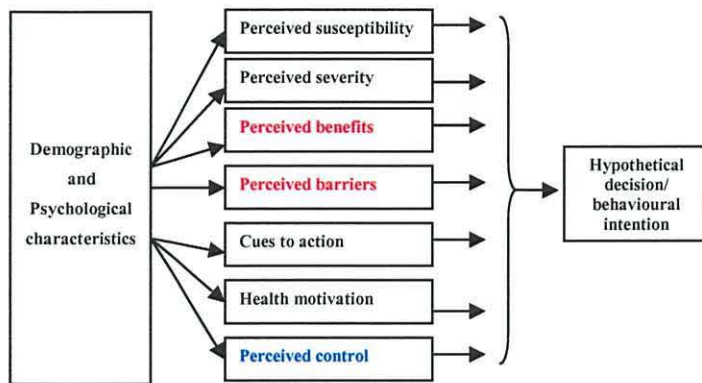 Demographic
and
Psychological
characteristics
Perceived susceptibility
Perceived severity
Perceived benefits
Perceived barriers
Cues to action
Health motivation
Perceived control
Hypothetical
decision/
behavioural
intention